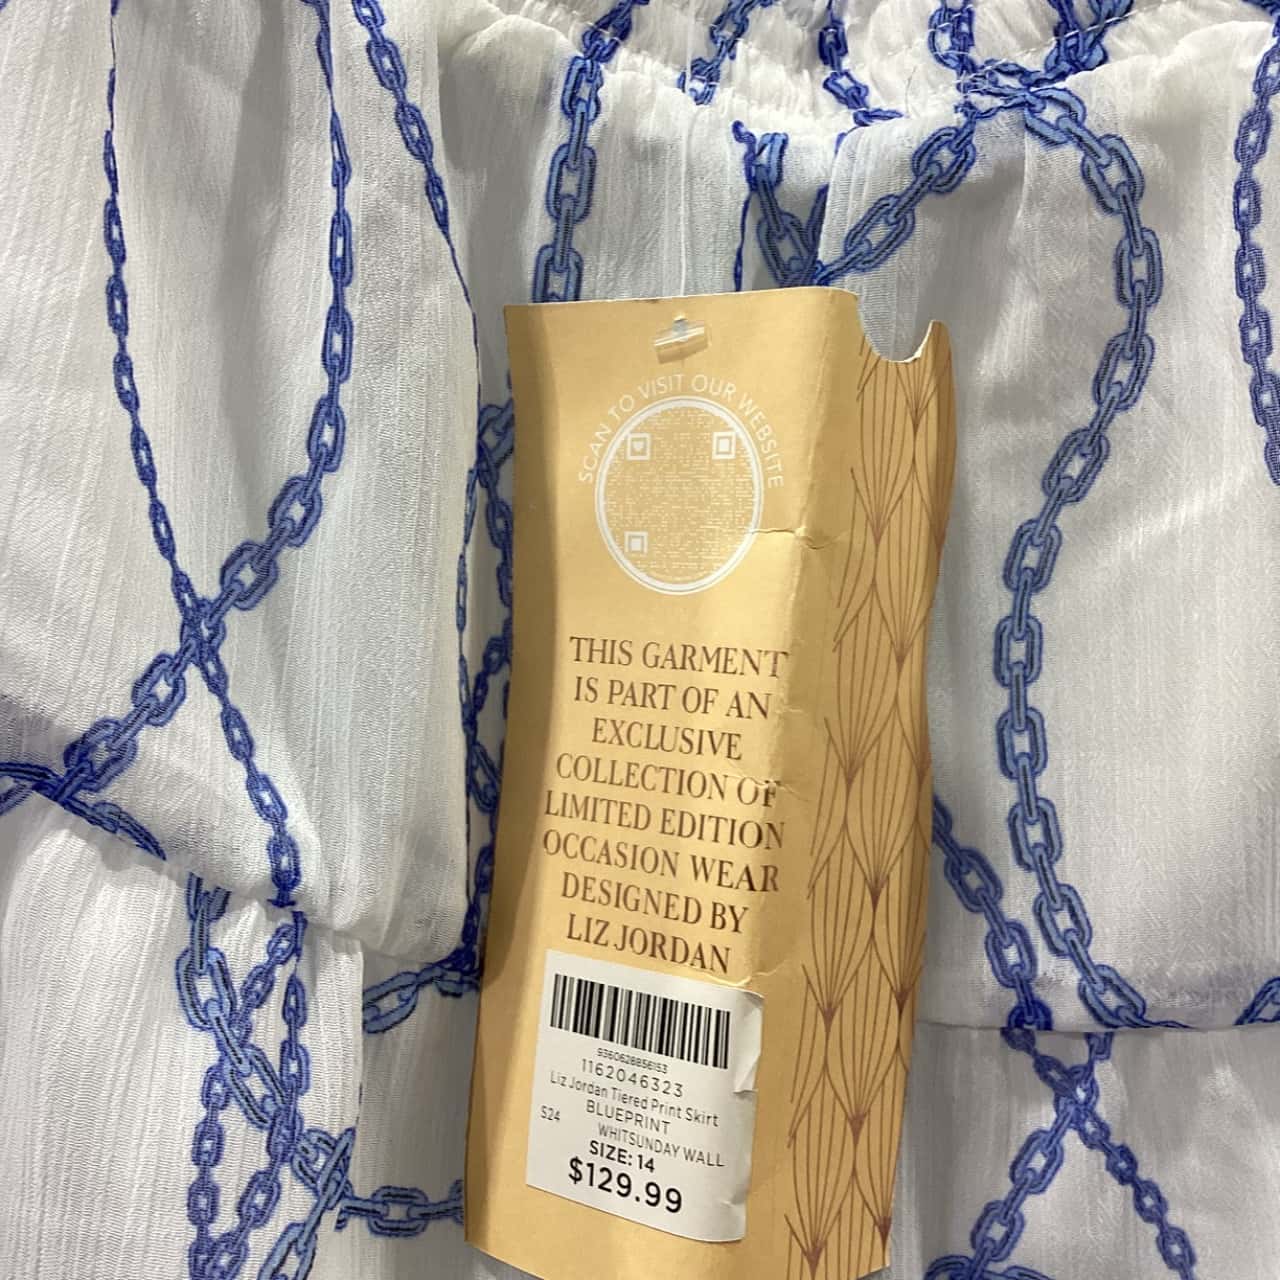 SCAN TO VISIT OUR WEBSITE
THIS GARMENT
IS PART OF AN
EXCLUSIVE
COLLECTION OF
LIMITED EDITION
OCCASION WEAR
DESIGNED BY
LIZ JORDAN
9360628856153
1162046323
Liz Jordan Tiered Print Skirt
BLUEPRINT
S24
WHITSUNDAY WALL
SIZE: 14
$129.99